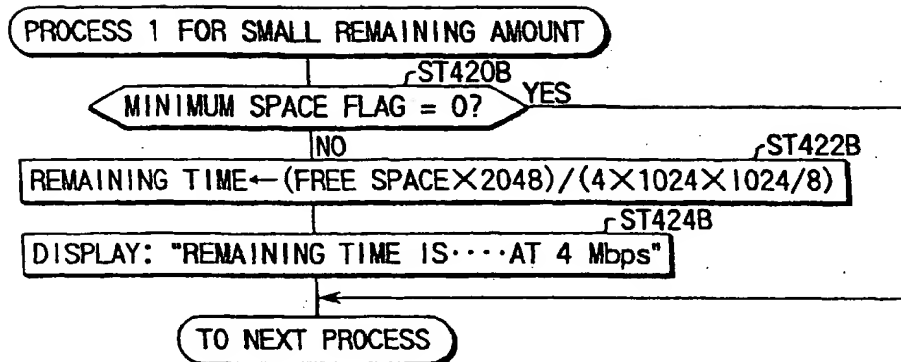 PROCESS 1 FOR SMALL REMAINING AMOUNT
ST420B
MINIMUM SPACE FLAG = 0?
YES
NO
ST422B
REMAINING TIME←(FREE SPACE×2048)/(4×1024×1024/8)
ST424B
DISPLAY: "REMAINING TIME IS····AT 4 Mbps"
TO NEXT PROCESS